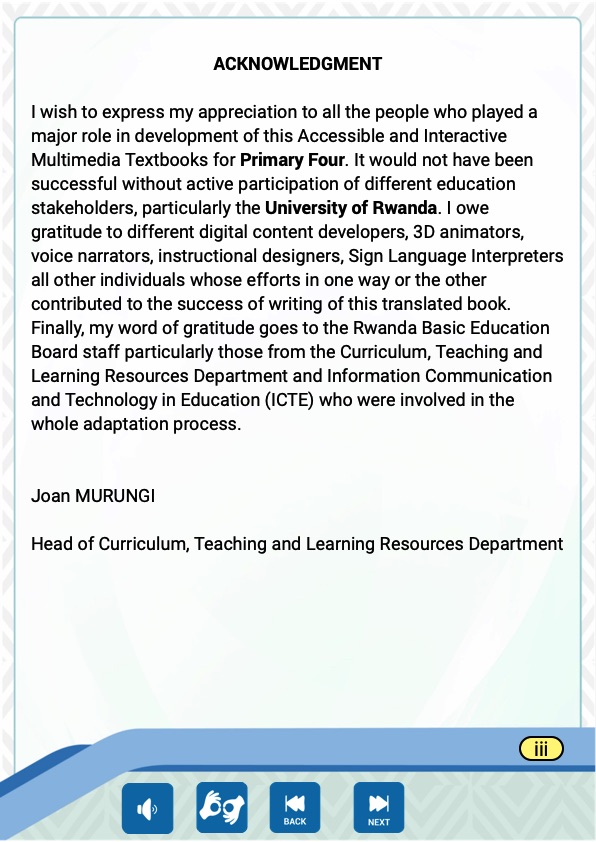 ACKNOWLEDGMENT
I wish to express my appreciation to all the people who played a
major role in development of this Accessible and Interactive
Multimedia Textbooks for Primary Four. It would not have been
successful without active participation of different education
stakeholders, particularly the University of Rwanda. I owe
gratitude to different digital content developers, 3D animators,
voice narrators, instructional designers, Sign Language Interpreters
all other individuals whose efforts in one way or the other
contributed to the success of writing of this translated book.
Finally, my word of gratitude goes to the Rwanda Basic Education
Board staff particularly those from the Curriculum, Teaching and
Learning Resources Department and Information Communication
and Technology in Education (ICTE) who were involved in the
whole adaptation process.
Joan MURUNGI
Head of Curriculum, Teaching and Learning Resources Department
iii
BACK
NEXT